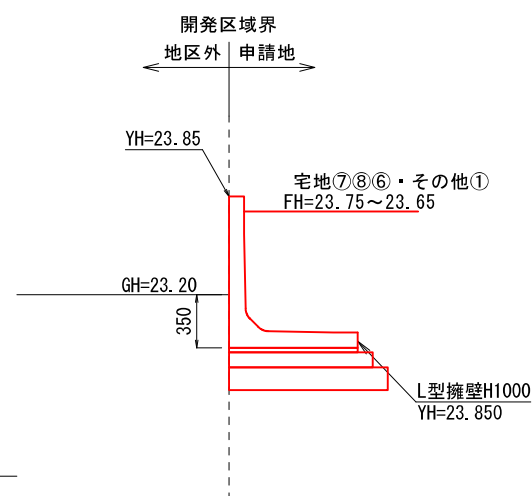 開発区域界
地区外 申請地
YH=23.85
宅地⑦⑧⑥・その他①
FH=23.75～23.65
GH=23.20
350
L型擁壁H1000
YH=23.850